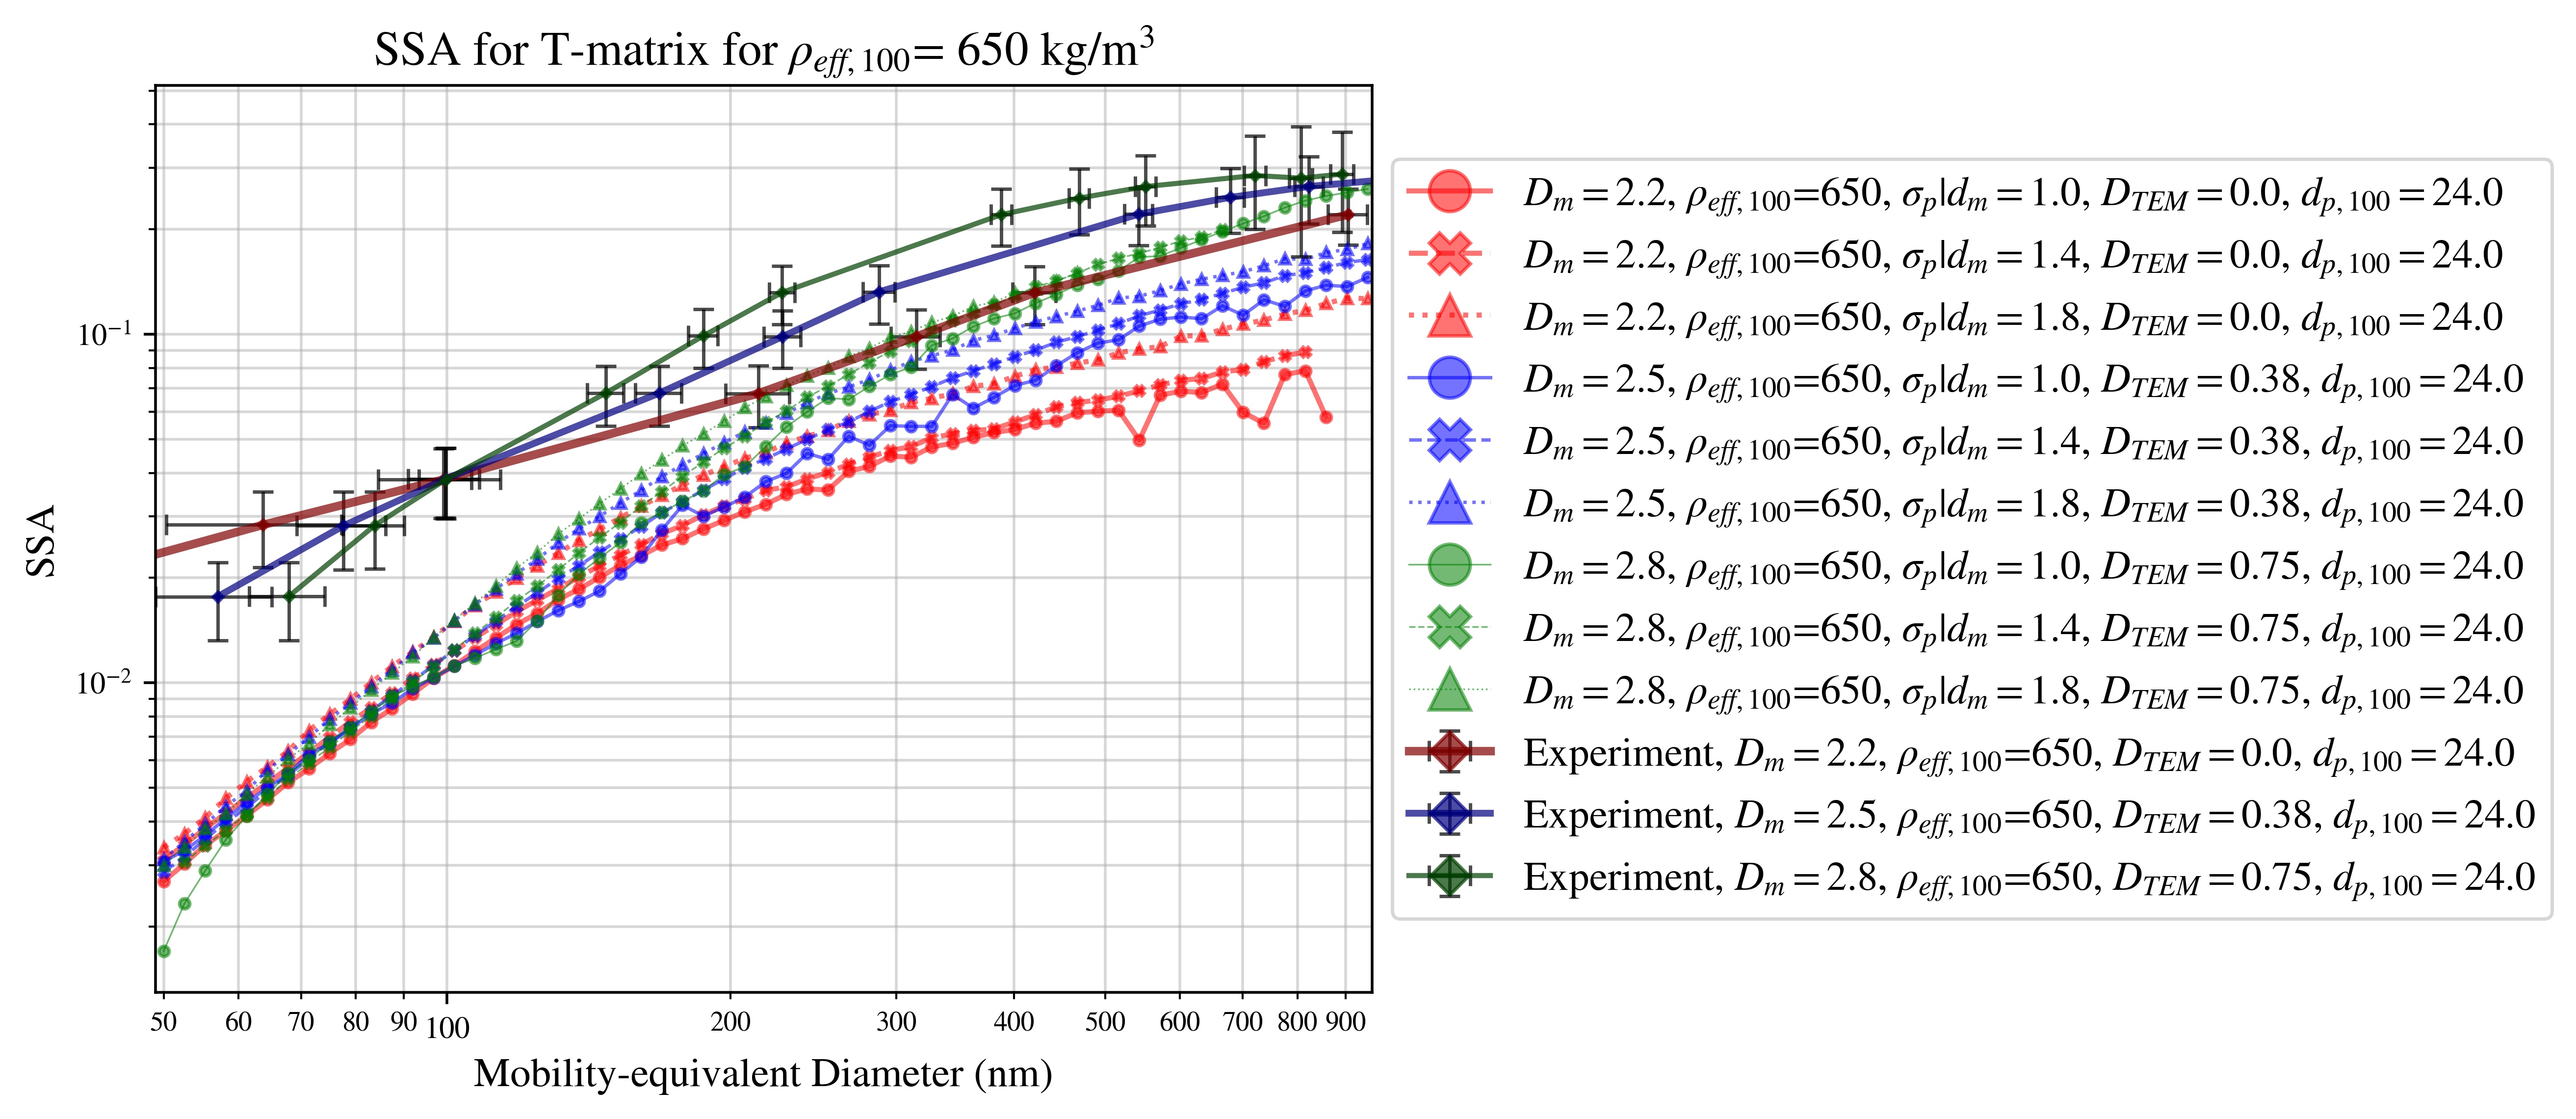 SSA for T-matrix for ρeff,100= 650 kg/m³
SSA
10⁻¹
10⁻²
50 60 70 80 90 100 200 300 400 500 600 700 800 900
Mobility-equivalent Diameter (nm)
Dm = 2.2, ρeff,100=650, σp|dm = 1.0, DTEM = 0.0, dp,100 = 24.0
Dm = 2.2, ρeff,100=650, σp|dm = 1.4, DTEM = 0.0, dp,100 = 24.0
Dm = 2.2, ρeff,100=650, σp|dm = 1.8, DTEM = 0.0, dp,100 = 24.0
Dm = 2.5, ρeff,100=650, σp|dm = 1.0, DTEM = 0.38, dp,100 = 24.0
Dm = 2.5, ρeff,100=650, σp|dm = 1.4, DTEM = 0.38, dp,100 = 24.0
Dm = 2.5, ρeff,100=650, σp|dm = 1.8, DTEM = 0.38, dp,100 = 24.0
Dm = 2.8, ρeff,100=650, σp|dm = 1.0, DTEM = 0.75, dp,100 = 24.0
Dm = 2.8, ρeff,100=650, σp|dm = 1.4, DTEM = 0.75, dp,100 = 24.0
Dm = 2.8, ρeff,100=650, σp|dm = 1.8, DTEM = 0.75, dp,100 = 24.0
Experiment, Dm = 2.2, ρeff,100=650, DTEM = 0.0, dp,100 = 24.0
Experiment, Dm = 2.5, ρeff,100=650, DTEM = 0.38, dp,100 = 24.0
Experiment, Dm = 2.8, ρeff,100=650, DTEM = 0.75, dp,100 = 24.0